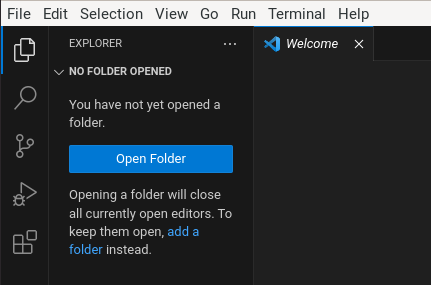 File Edit Selection View Go Run Terminal Help
EXPLORER
Welcome
NO FOLDER OPENED
You have not yet opened a
folder.
Open Folder
Opening a folder will close
all currently open editors. To
keep them open, add a
folder instead.